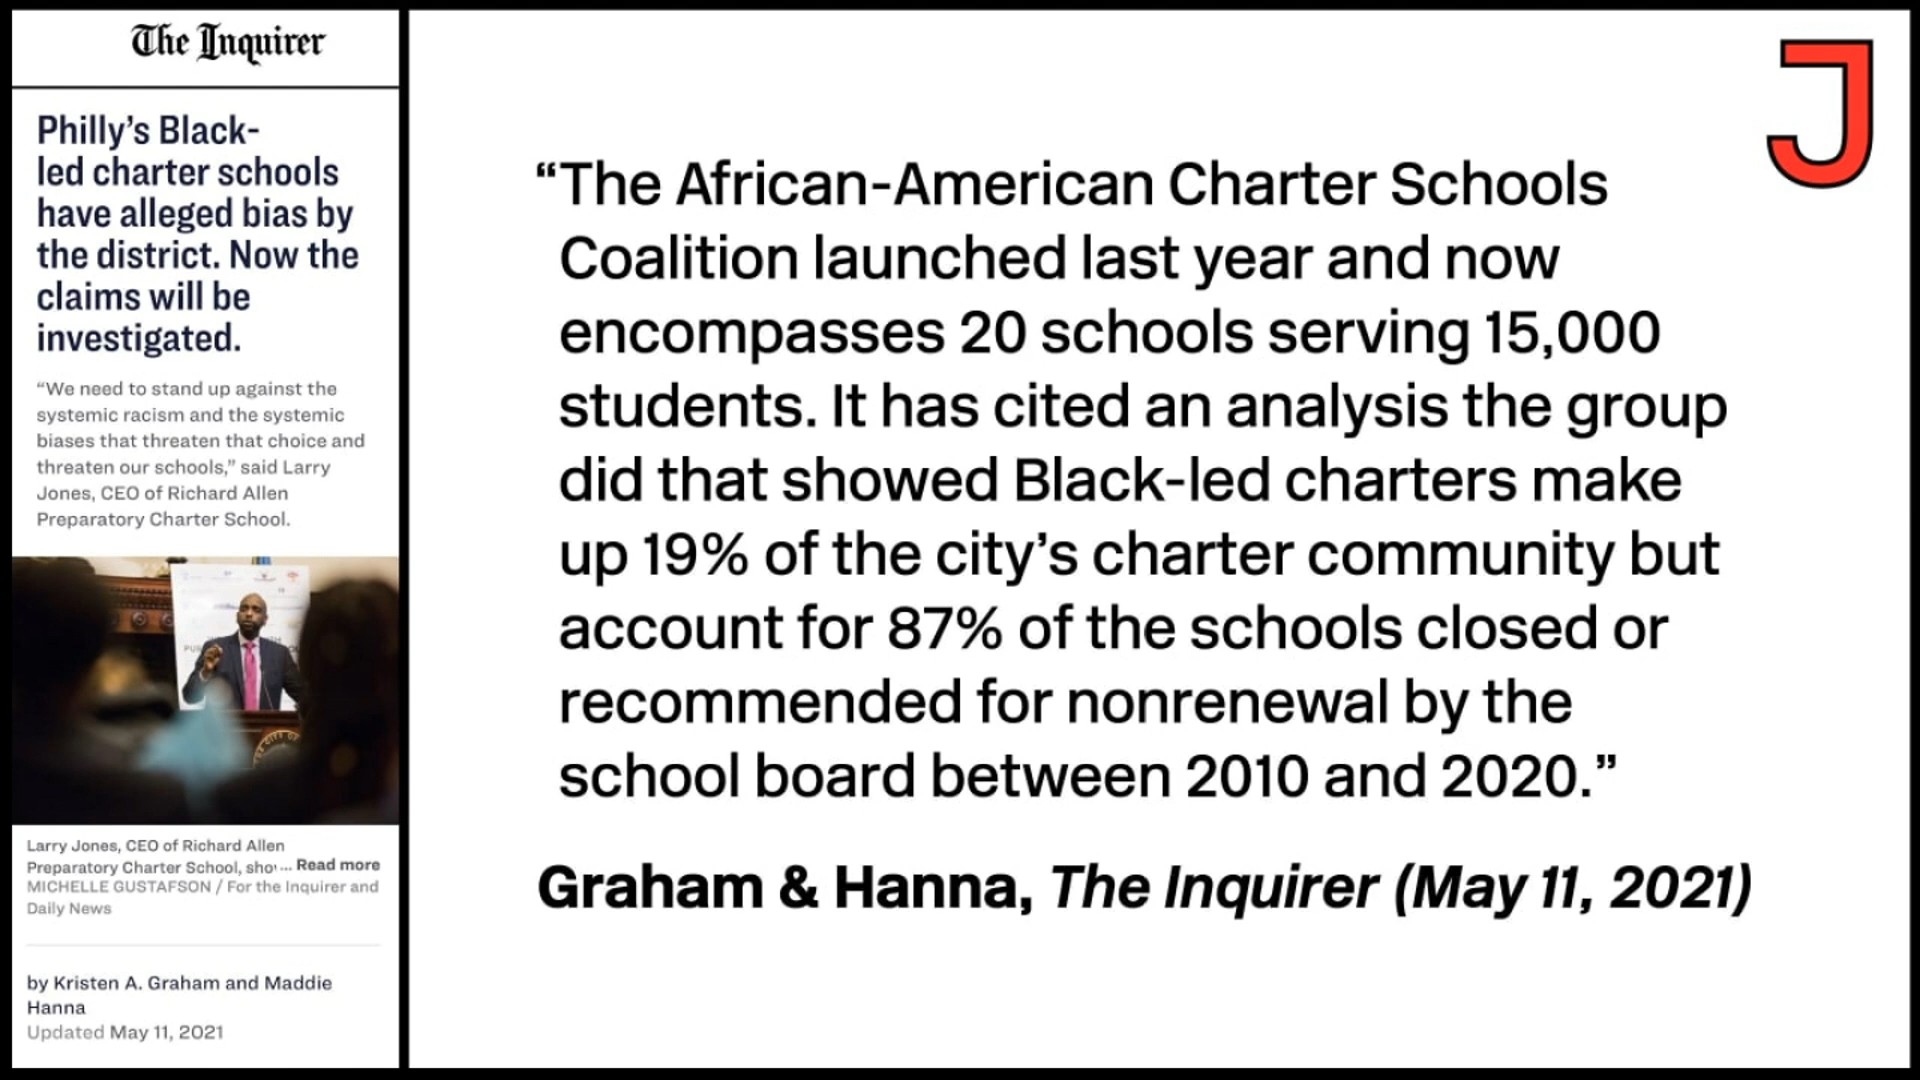 The Inquirer
Philly’s Black-
led charter schools
have alleged bias by
the district. Now the
claims will be
investigated.
“We need to stand up against the
systemic racism and the systemic
biases that threaten that choice and
threaten our schools,” said Larry
Jones, CEO of Richard Allen
Preparatory Charter School.
Larry Jones, CEO of Richard Allen
Preparatory Charter School, ... Read more
MICHELLE GUSTAFSON / For the Inquirer and
Daily News
by Kristen A. Graham and Maddie
Hanna
Updated May 11, 2021
J
“The African-American Charter Schools
Coalition launched last year and now
encompasses 20 schools serving 15,000
students. It has cited an analysis the group
did that showed Black-led charters make
up 19% of the city’s charter community but
account for 87% of the schools closed or
recommended for nonrenewal by the
school board between 2010 and 2020.”
Graham & Hanna, The Inquirer (May 11, 2021)